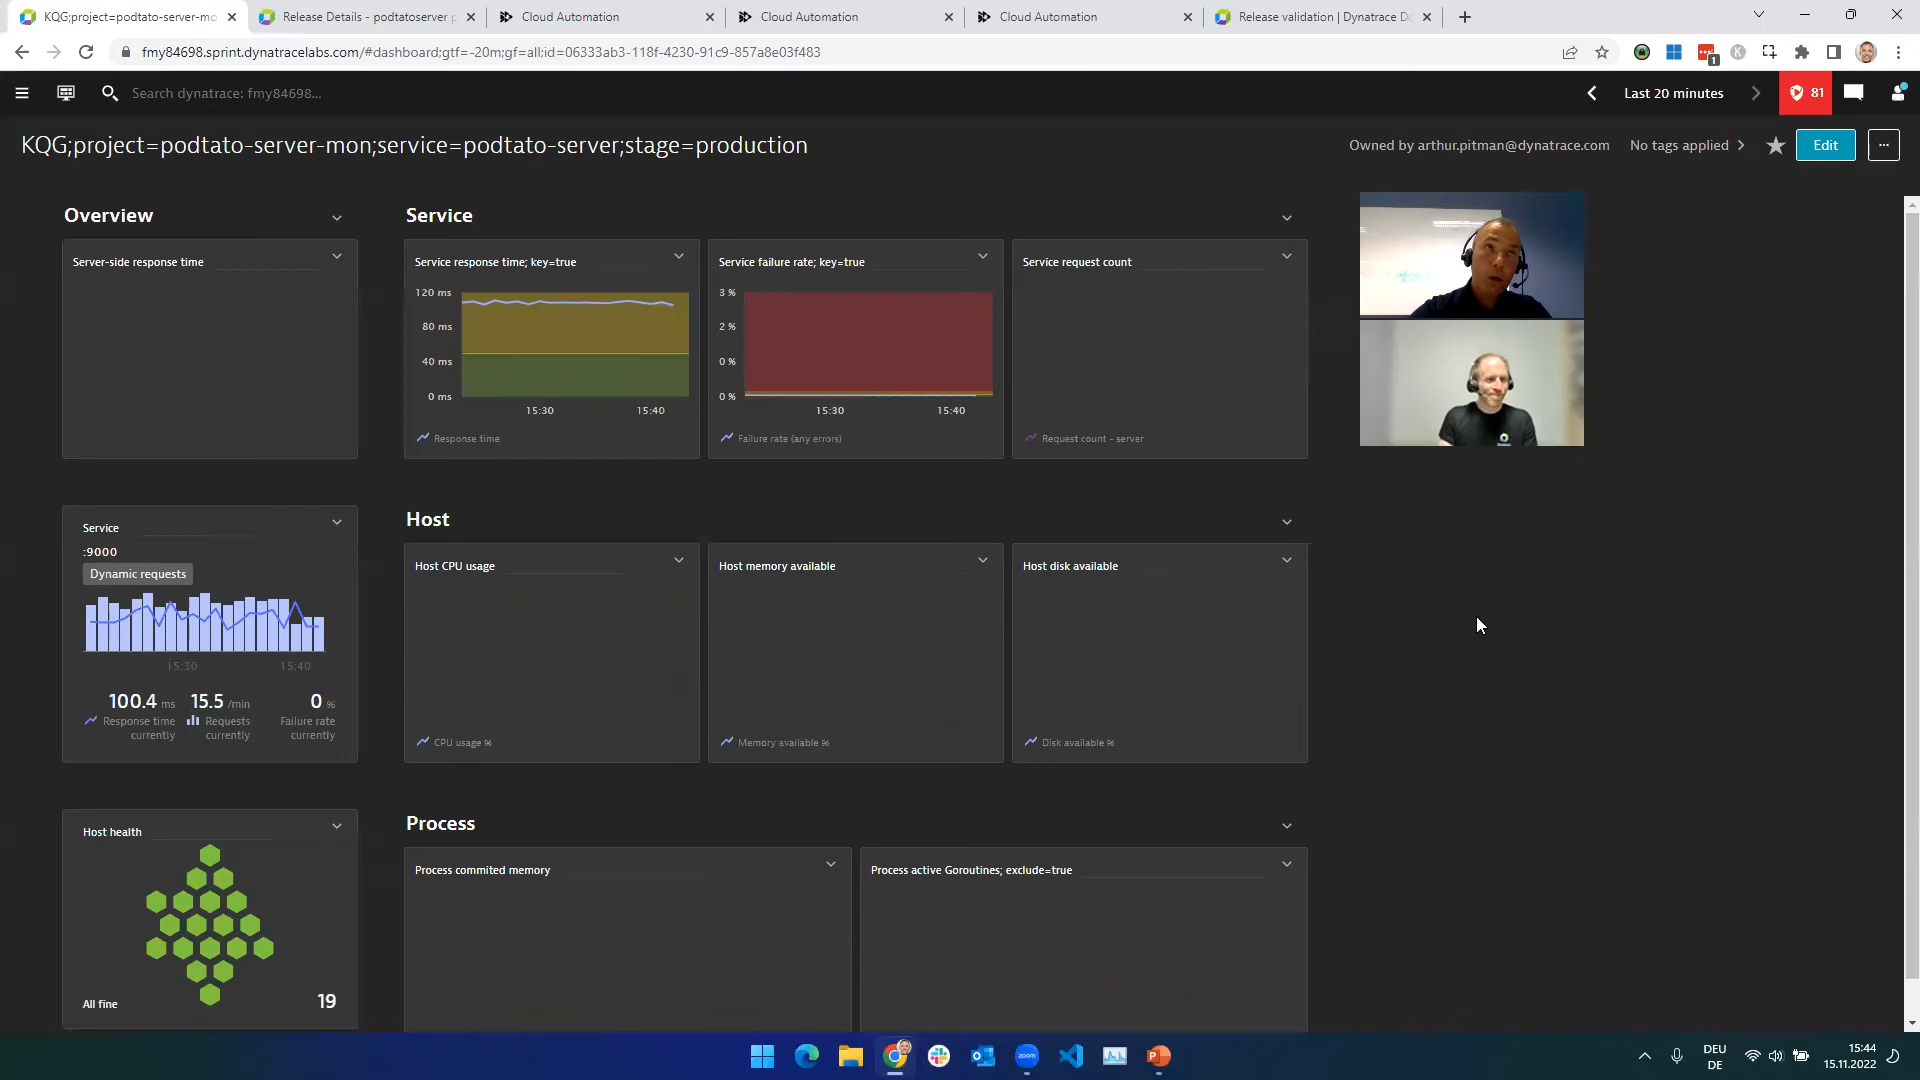 KQG;project=podtato-server-mo
Release Details - podtatoserver p
Cloud Automation
Cloud Automation
Cloud Automation
Release validation | Dynatrace Do
fmy84698.sprint.dynatracelabs.com/#dashboard;gtf=-20m;gf=all;id=06333ab3-118f-4230-91c9-857a8e03f483
1
Search dynatrace: fmy84698...
Last 20 minutes
81
KQG;project=podtato-server-mon;service=podtato-server;stage=production
Owned by arthur.pitman@dynatrace.com
No tags applied
Edit
...
Overview
Service
Server-side response time
Service response time; key=true
120 ms
80 ms
40 ms
0 ms
15:30
15:40
Response time
Service failure rate; key=true
3 %
2 %
0 %
0 %
15:30
15:40
Failure rate (any errors)
Service request count
Request count - server
Service
:9000
Dynamic requests
15:30
15:40
100.4 ms
15.5 /min
0 %
Response time
currently
Requests
currently
Failure rate
currently
Host
Host CPU usage
CPU usage %
Host memory available
Memory available %
Host disk available
Disk available %
Host health
All fine
19
Process
Process commited memory
Process active Goroutines; exclude=true
zoom
DEU
DE
15:44
15.11.2022